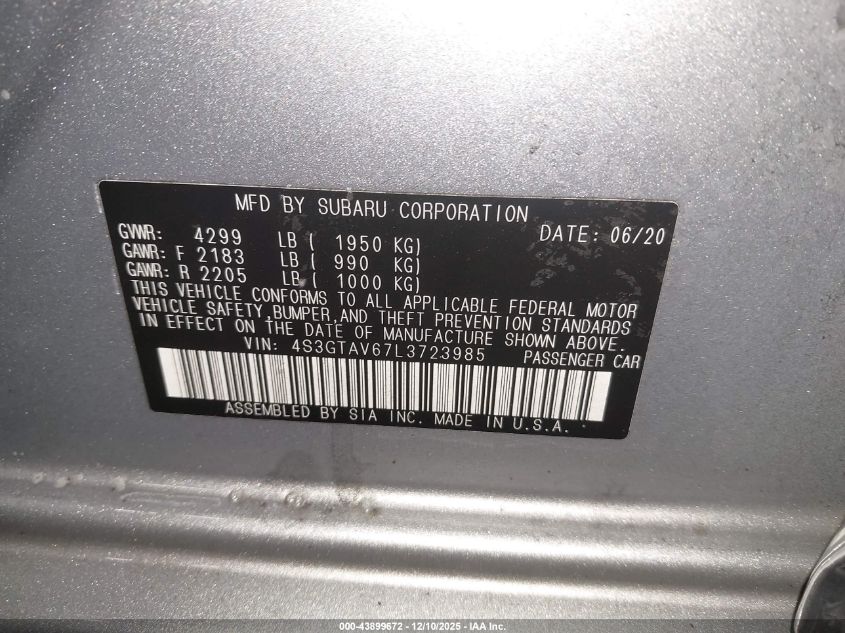 MFD BY SUBARU CORPORATION
GVWR: 4299 LB ( 1950 KG) DATE: 06/20
GAWR: F 2183 LB ( 990 KG)
GAWR: R 2205 LB ( 1000 KG)
THIS VEHICLE CONFORMS TO ALL APPLICABLE FEDERAL MOTOR
VEHICLE SAFETY,BUMPER,AND THEFT PREVENTION STANDARDS
IN EFFECT ON THE DATE OF MANUFACTURE SHOWN ABOVE.
VIN: 4S3GTAV67L3723985 PASSENGER CAR
ASSEMBLED BY SIA INC. MADE IN U.S.A.
000-43899672 - 12/10/2025 - IAA Inc.